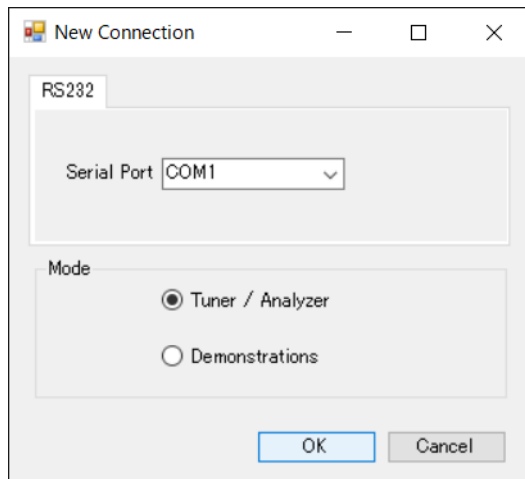 New Connection
RS232
Serial Port COM1
Mode
Tuner / Analyzer
Demonstrations
OK Cancel